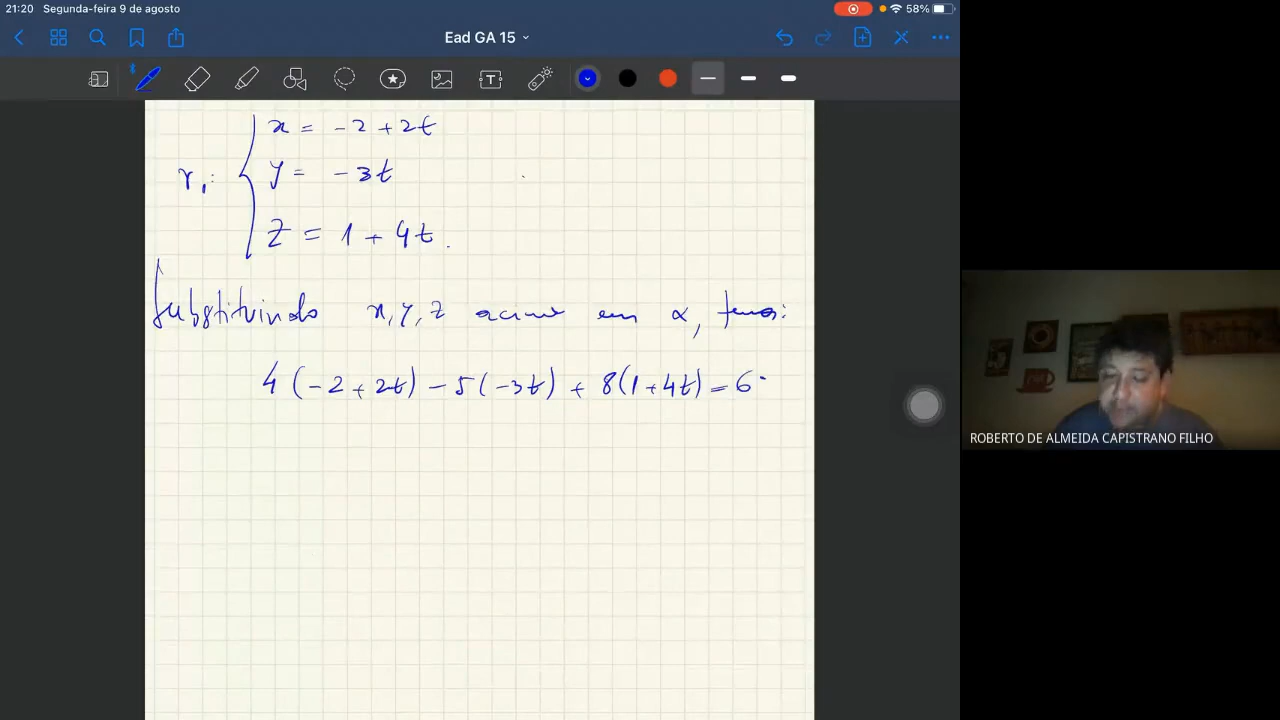 21:20 Segunda-feira 9 de agosto
58%
Ead GA 15
T
r₁: { x = -2 + 2t
y = -3t
z = 1 + 4t.
Substituindo x, y, z acima em α, temos:
4(-2 + 2t) - 5(-3t) + 8(1 + 4t) = 6
ROBERTO DE ALMEIDA CAPISTRANO FILHO